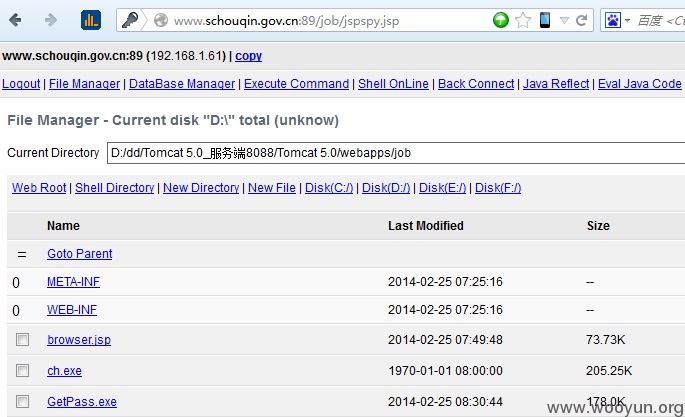 www.schouqin.gov.cn:89/job/jspspy.jsp
百度
www.schouqin.gov.cn:89 (192.168.1.61) | copy
Logout | File Manager | DataBase Manager | Execute Command | Shell OnLine | Back Connect | Java Reflect | Eval Java Code
File Manager - Current disk "D:\" total (unknow)
Current Directory D:/dd/Tomcat 5.0_服务端8088/Tomcat 5.0/webapps/job
Web Root | Shell Directory | New Directory | New File | Disk(C:/) | Disk(D:/) | Disk(E:/) | Disk(F:/)
Name Last Modified Size
= Goto Parent
0 META-INF 2014-02-25 07:25:16 --
0 WEB-INF 2014-02-25 07:25:16 --
browser.jsp 2014-02-25 07:49:48 73.73K
ch.exe 1970-01-01 08:00:00 205.25K
GetPass.exe 2014-02-25 08:30:44 178.0K
www.wooyun.org